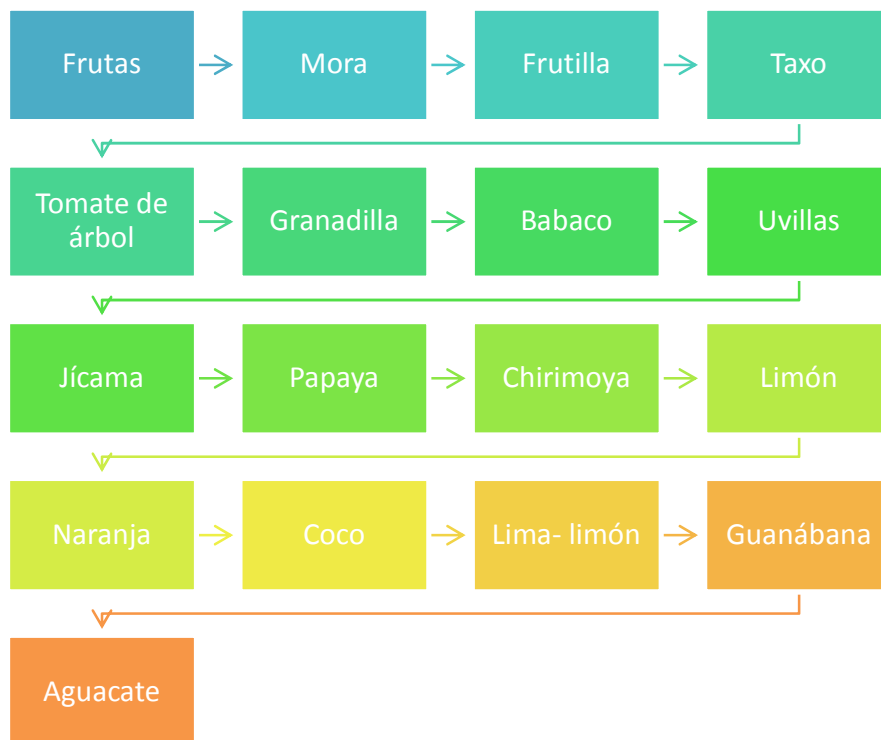 Frutas
Mora
Frutilla
Taxo
Tomate de
árbol
Granadilla
Babaco
Uvillas
Jícama
Papaya
Chirimoya
Limón
Naranja
Coco
Lima- limón
Guanábana
Aguacate